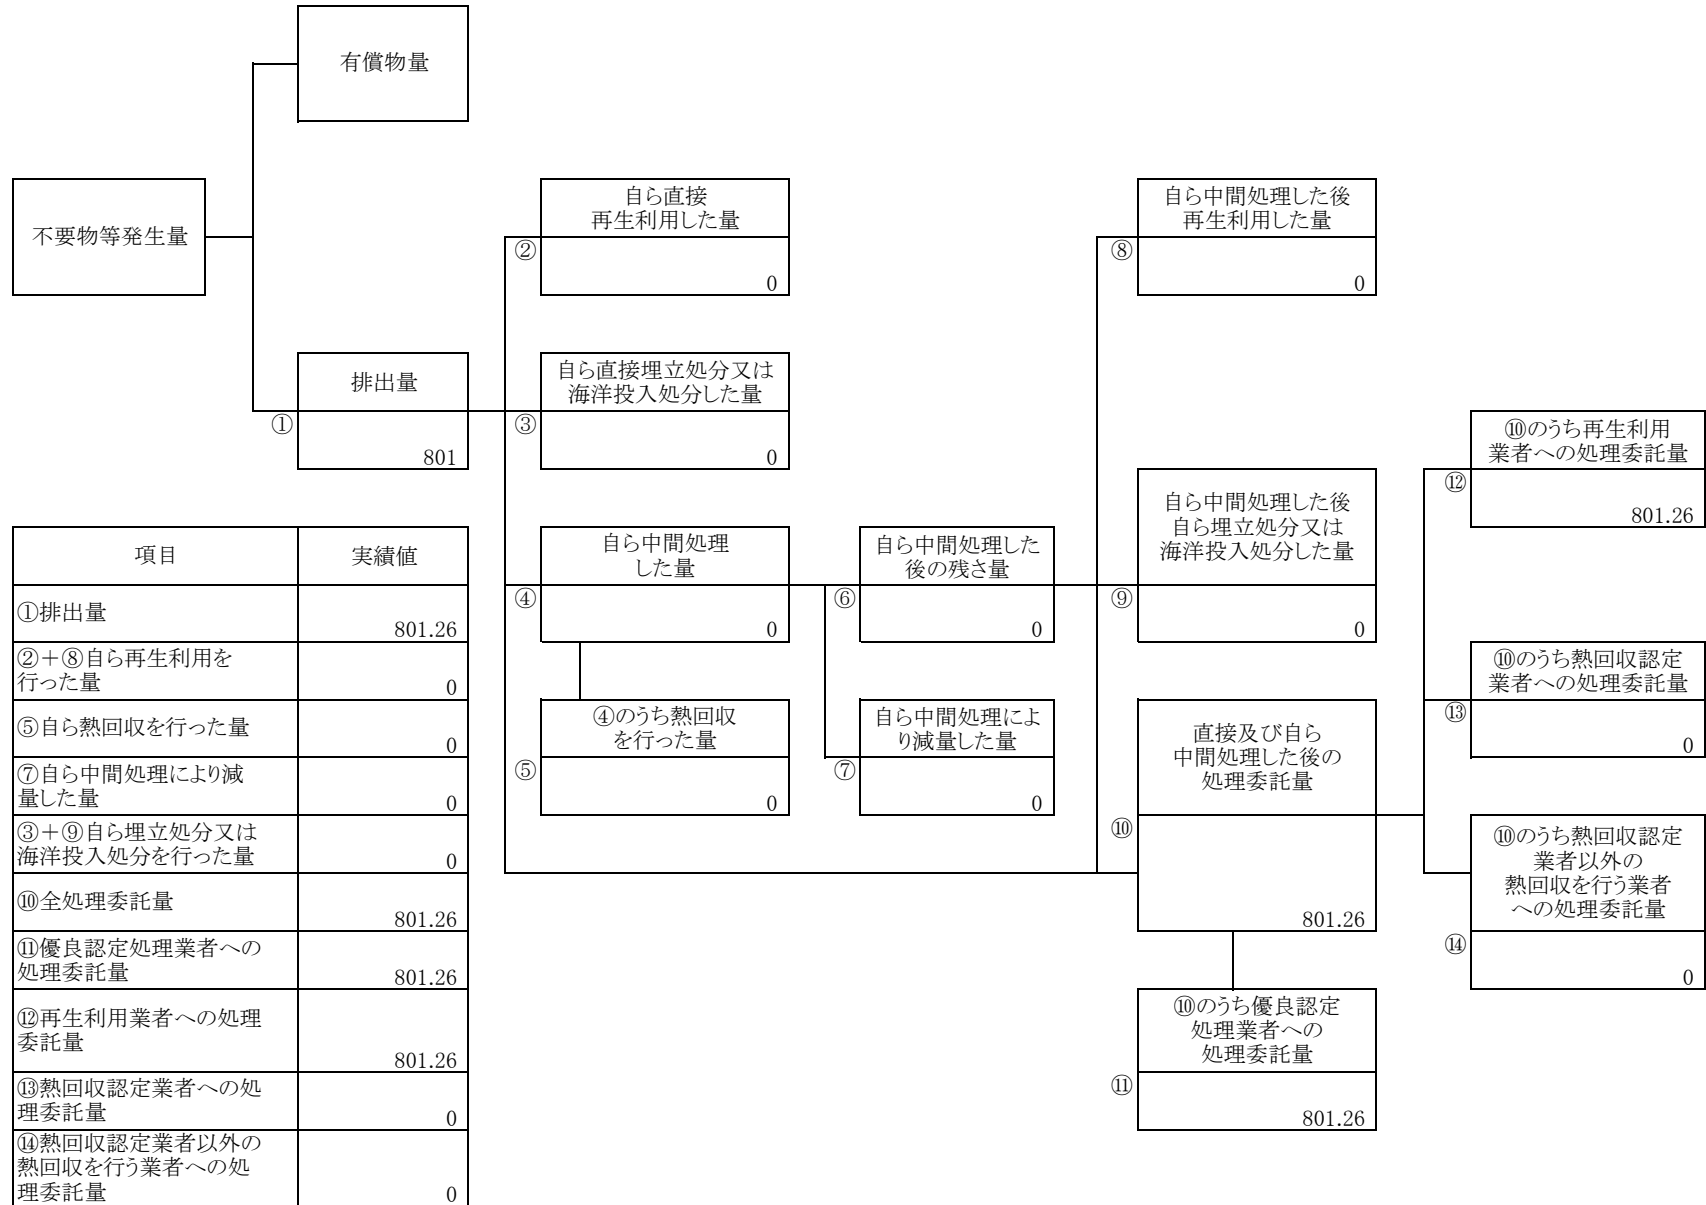 有償物量
不要物等発生量
自ら直接
再生利用した量
②
0
自ら中間処理した後
再生利用した量
⑧
0
排出量
①
801
自ら直接埋立処分又は
海洋投入処分した量
③
0
⑩のうち再生利用
業者への処理委託量
⑫
801.26
自ら中間処理
した量
④
0
自ら中間処理した
後の残さ量
⑥
0
自ら中間処理した後
自ら埋立処分又は
海洋投入処分した量
⑨
0
⑩のうち熱回収認定
業者への処理委託量
⑬
0
④のうち熱回収
を行った量
⑤
0
自ら中間処理によ
り減量した量
⑦
0
直接及び自ら
中間処理した後の
処理委託量
⑩
801.26
⑩のうち熱回収認定
業者以外の
熱回収を行う業者
への処理委託量
⑭
0
⑩のうち優良認定
処理業者への
処理委託量
⑪
801.26
項目
実績値
①排出量
801.26
②＋⑧自ら再生利用を
行った量
0
⑤自ら熱回収を行った量
0
⑦自ら中間処理により減
量した量
0
③＋⑨自ら埋立処分又は
海洋投入処分を行った量
0
⑩全処理委託量
801.26
⑪優良認定処理業者への
処理委託量
801.26
⑫再生利用業者への処理
委託量
801.26
⑬熱回収認定業者への処
理委託量
0
⑭熱回収認定業者以外の
熱回収を行う業者への処
理委託量
0